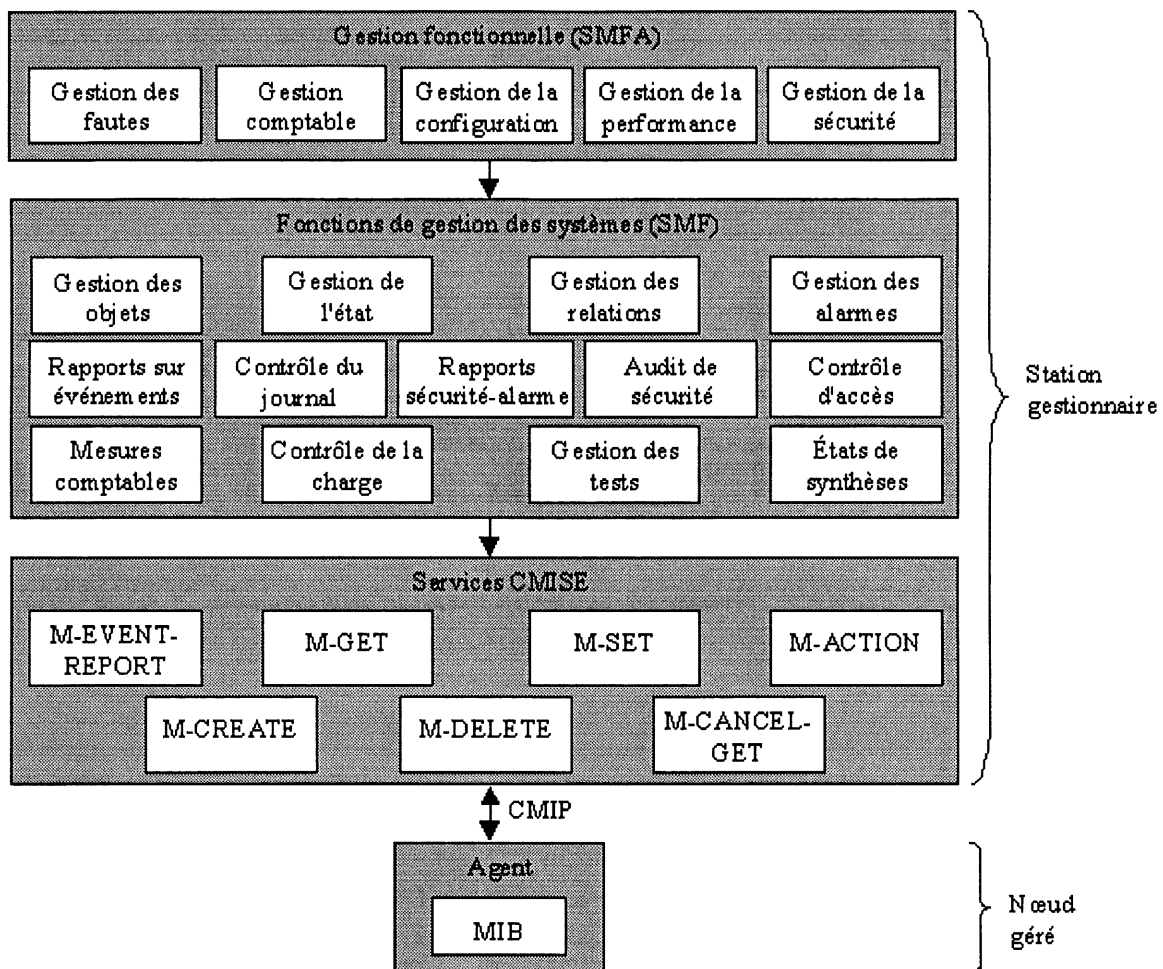 Gestion fonctionnelle (SMFA)
Gestion des
fautes
Gestion
comptable
Gestion de la
configuration
Gestion de la
performance
Gestion de la
sécurité
Fonctions de gestion des systèmes (SMF)
Gestion des
objets
Gestion de
l'état
Gestion des
relations
Gestion des
alarmes
Rapports sur
événements
Contrôle du
journal
Rapports
sécurité-alarme
Audit de
sécurité
Contrôle
d'accès
Mesures
comptables
Contrôle de la
charge
Gestion des
tests
États de
synthèses
Station
gestionnaire
Services CMISE
M-EVENT-
REPORT
M-GET
M-SET
M-ACTION
M-CREATE
M-DELETE
M-CANCEL-
GET
CMIP
Agent
MIB
Nœud
géré